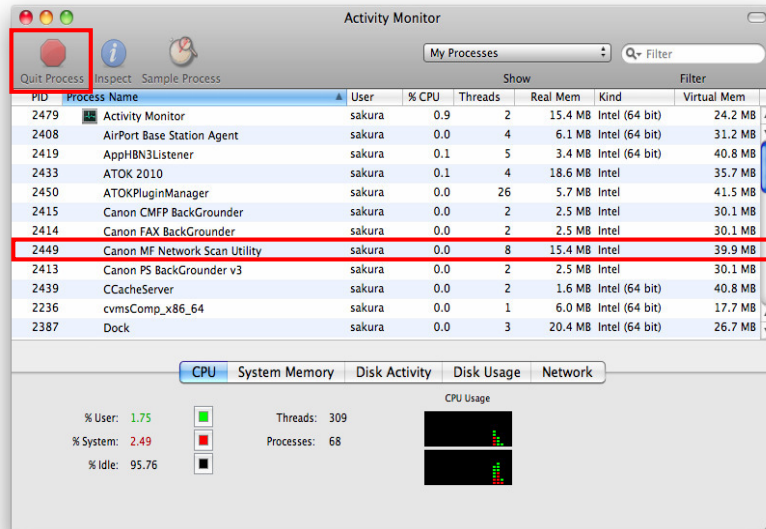 Activity Monitor
My Processes
Filter
Quit Process Inspect Sample Process Show Filter
PID Process Name User % CPU Threads Real Mem Kind Virtual Mem
2479 Activity Monitor sakura 0.9 2 15.4 MB Intel (64 bit) 24.2 MB
2408 AirPort Base Station Agent sakura 0.0 4 6.1 MB Intel (64 bit) 31.2 MB
2419 AppHBN3Listener sakura 0.1 5 3.4 MB Intel (64 bit) 40.8 MB
2433 ATOK 2010 sakura 0.1 4 18.6 MB Intel 35.7 MB
2450 ATOKPluginManager sakura 0.0 26 5.7 MB Intel 41.5 MB
2415 Canon CMFP BackGrounder sakura 0.0 2 2.5 MB Intel 30.1 MB
2414 Canon FAX BackGrounder sakura 0.0 2 2.5 MB Intel 30.1 MB
2449 Canon MF Network Scan Utility sakura 0.0 8 15.4 MB Intel 39.9 MB
2413 Canon PS BackGrounder v3 sakura 0.0 2 2.5 MB Intel 30.1 MB
2439 CCacheServer sakura 0.0 2 1.6 MB Intel (64 bit) 40.8 MB
2236 cvmsComp_x86_64 sakura 0.0 1 6.0 MB Intel (64 bit) 17.7 MB
2387 Dock sakura 0.0 3 20.4 MB Intel (64 bit) 26.7 MB
CPU System Memory Disk Activity Disk Usage Network
CPU Usage
% User: 1.75 Threads: 309
% System: 2.49 Processes: 68
% Idle: 95.76